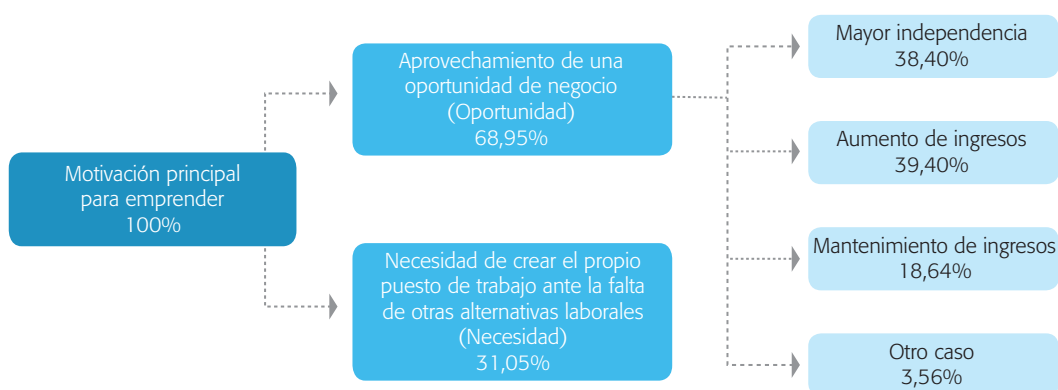 Motivación principal
para emprender
100%
Aprovechamiento de una
oportunidad de negocio
(Oportunidad)
68,95%
Necesidad de crear el propio
puesto de trabajo ante la falta
de otras alternativas laborales
(Necesidad)
31,05%
Mayor independencia
38,40%
Aumento de ingresos
39,40%
Mantenimiento de ingresos
18,64%
Otro caso
3,56%